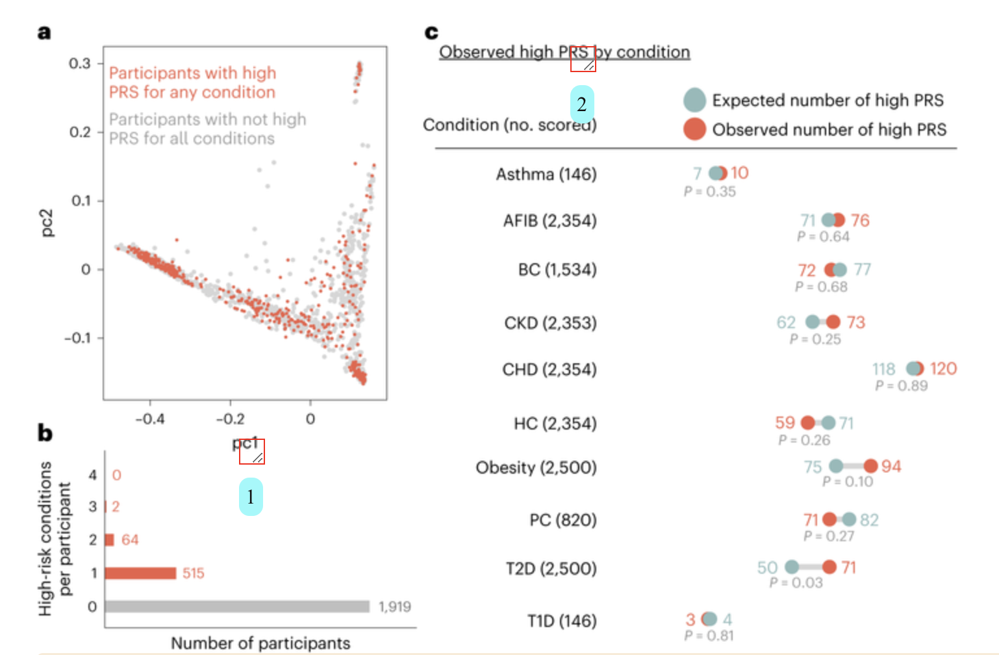 a
0.3
0.2
0.1
0
−0.1
pc2
Participants with high
PRS for any condition
Participants with not high
PRS for all conditions
−0.4 −0.2 0
pc1
1
b
High-risk conditions
per participant
4 0
3 2
2 64
1 515
0 1,919
Number of participants
c
Observed high PRS by condition
2
Expected number of high PRS
Condition (no. scored)
Observed number of high PRS
Asthma (146) 7 10
P = 0.35
AFIB (2,354) 71 76
P = 0.64
BC (1,534) 72 77
P = 0.68
CKD (2,353) 62 73
P = 0.25
CHD (2,354) 118 120
P = 0.89
HC (2,354) 59 71
P = 0.26
Obesity (2,500) 75 94
P = 0.10
PC (820) 71 82
P = 0.27
T2D (2,500) 50 71
P = 0.03
T1D (146) 3 4
P = 0.81